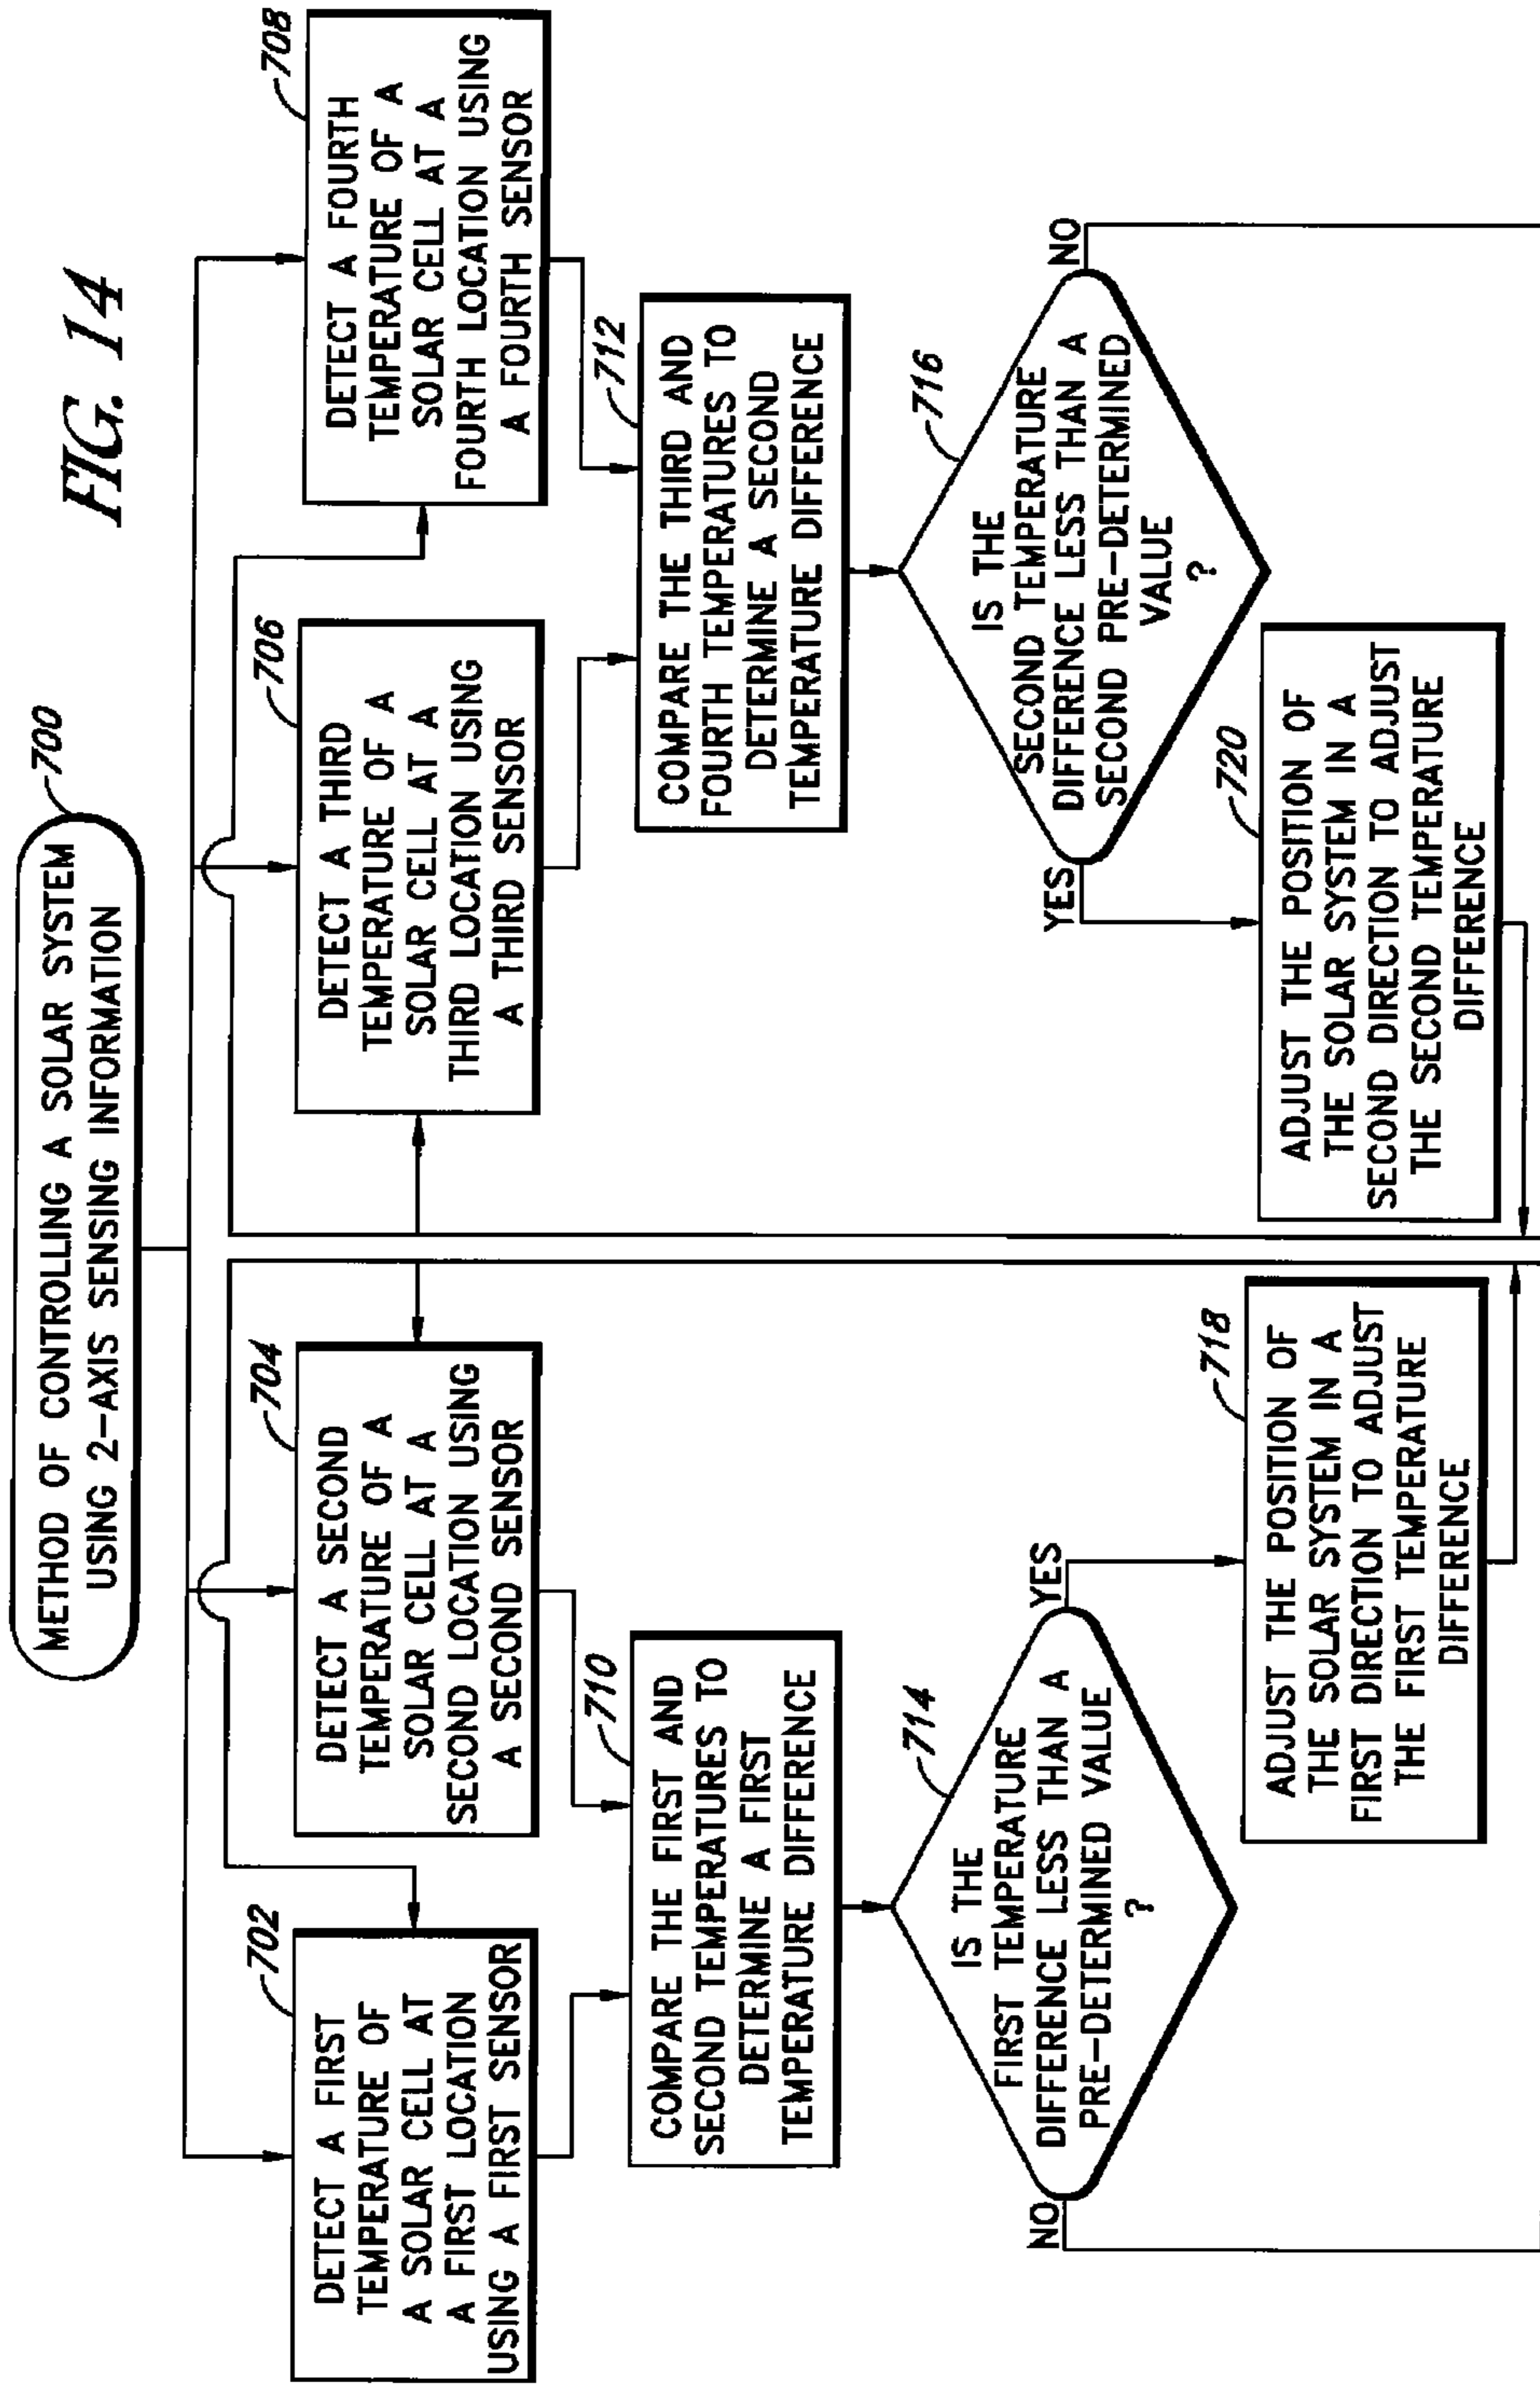 FIG. 14
METHOD OF CONTROLLING A SOLAR SYSTEM
USING 2-AXIS SENSING INFORMATION
700
702
DETECT A FIRST
TEMPERATURE OF
A SOLAR CELL AT
A FIRST LOCATION
USING A FIRST SENSOR
704
DETECT A SECOND
TEMPERATURE OF A
SOLAR CELL AT A
SECOND LOCATION USING
A SECOND SENSOR
706
DETECT A THIRD
TEMPERATURE OF A
SOLAR CELL AT A
THIRD LOCATION USING
A THIRD SENSOR
708
DETECT A FOURTH
TEMPERATURE OF A
SOLAR CELL AT A
FOURTH LOCATION USING
A FOURTH SENSOR
710
COMPARE THE FIRST AND
SECOND TEMPERATURES TO
DETERMINE A FIRST
TEMPERATURE DIFFERENCE
712
COMPARE THE THIRD AND
FOURTH TEMPERATURES TO
DETERMINE A SECOND
TEMPERATURE DIFFERENCE
714
IS THE
FIRST TEMPERATURE
DIFFERENCE LESS THAN A
PRE-DETERMINED VALUE
?
NO
YES
716
IS THE
SECOND TEMPERATURE
DIFFERENCE LESS THAN A
SECOND PRE-DETERMINED
VALUE
?
YES
NO
718
ADJUST THE POSITION OF
THE SOLAR SYSTEM IN A
FIRST DIRECTION TO ADJUST
THE FIRST TEMPERATURE
DIFFERENCE
720
ADJUST THE POSITION OF
THE SOLAR SYSTEM IN A
SECOND DIRECTION TO ADJUST
THE SECOND TEMPERATURE
DIFFERENCE